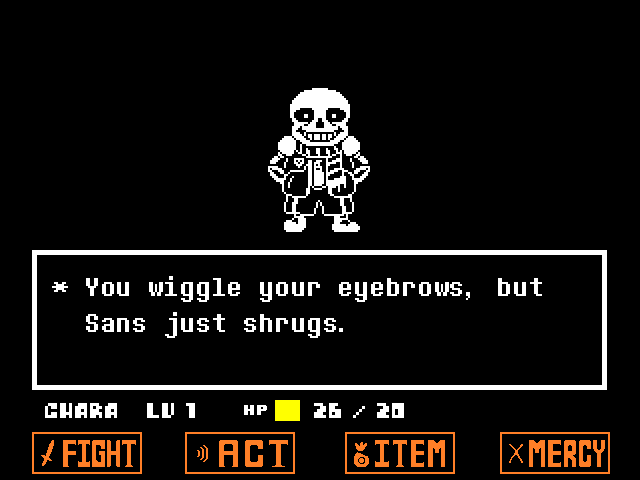 * You wiggle your eyebrows, but
Sans just shrugs.
CHARA LV 1 HP 26 / 20
FIGHT ACT ITEM MERCY